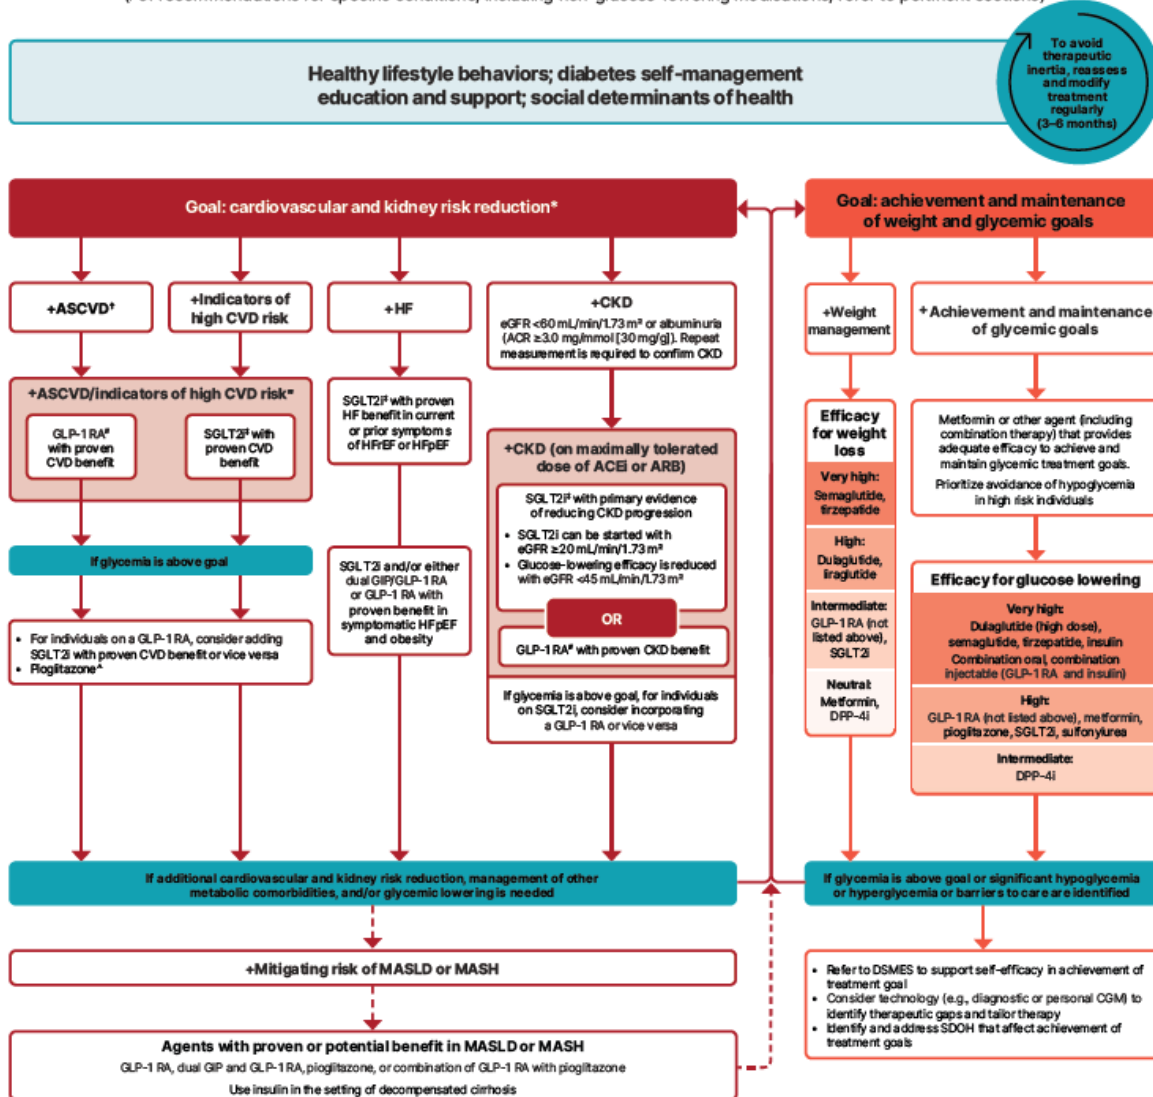 (For recommendations for specific conditions, including non-glucose-lowering medications, refer to pertinent sections)
Healthy lifestyle behaviors; diabetes self-management
education and support; social determinants of health
To avoid
therapeutic
inertia, reassess
and modify
treatment
regularly
(3–6 months)
Goal: cardiovascular and kidney risk reduction*
+ASCVD†
+Indicators of
high CVD risk
+HF
+CKD
eGFR <60 mL/min/1.73 m² or albuminuria
(ACR ≥3.0 mg/mmol [30 mg/g]). Repeat
measurement is required to confirm CKD
+ASCVD/indicators of high CVD risk
GLP-1 RA#
with proven
CVD benefit
SGLT2i‡ with
proven CVD
benefit
If glycemia is above goal
• For individuals on a GLP-1 RA, consider adding
SGLT2i with proven CVD benefit or vice versa
• Pioglitazone^
SGLT2i‡ with proven
HF benefit in current
or prior symptoms
of HFrEF or HFpEF
SGLT2i and/or either
dual GIP/GLP-1 RA
or GLP-1 RA with
proven benefit in
symptomatic HFpEF
and obesity
+CKD (on maximally tolerated
dose of ACEi or ARB)
SGLT2i‡ with primary evidence
of reducing CKD progression
• SGLT2i can be started with
eGFR ≥20 mL/min/1.73 m²
• Glucose-lowering efficacy is reduced
with eGFR <45 mL/min/1.73 m²
OR
GLP-1 RA# with proven CKD benefit
If glycemia is above goal, for individuals
on SGLT2i, consider incorporating
a GLP-1 RA or vice versa
If additional cardiovascular and kidney risk reduction, management of other
metabolic comorbidities, and/or glycemic lowering is needed
+Mitigating risk of MASLD or MASH
Agents with proven or potential benefit in MASLD or MASH
GLP-1 RA, dual GIP and GLP-1 RA, pioglitazone, or combination of GLP-1 RA with pioglitazone
Use insulin in the setting of decompensated cirrhosis
Goal: achievement and maintenance
of weight and glycemic goals
+Weight
management
Efficacy
for weight
loss
Very high:
Semaglutide,
tirzepatide
High:
Dulaglutide,
liraglutide
Intermediate:
GLP-1 RA (not
listed above),
SGLT2i
Neutral:
Metformin,
DPP-4i
+Achievement and maintenance
of glycemic goals
Metformin or other agent (including
combination therapy) that provides
adequate efficacy to achieve and
maintain glycemic treatment goals.
Prioritize avoidance of hypoglycemia
in high risk individuals
Efficacy for glucose lowering
Very high:
Dulaglutide (high dose),
semaglutide, tirzepatide, insulin
Combination oral, combination
injectable (GLP-1 RA and insulin)
High:
GLP-1 RA (not listed above), metformin,
pioglitazone, SGLT2i, sulfonylurea
Intermediate:
DPP-4i
If glycemia is above goal or significant hypoglycemia
or hyperglycemia or barriers to care are identified
• Refer to DSMES to support self-efficacy in achievement of
treatment goal
• Consider technology (e.g., diagnostic or personal CGM) to
identify therapeutic gaps and tailor therapy
• Identify and address SDOH that affect achievement of
treatment goals